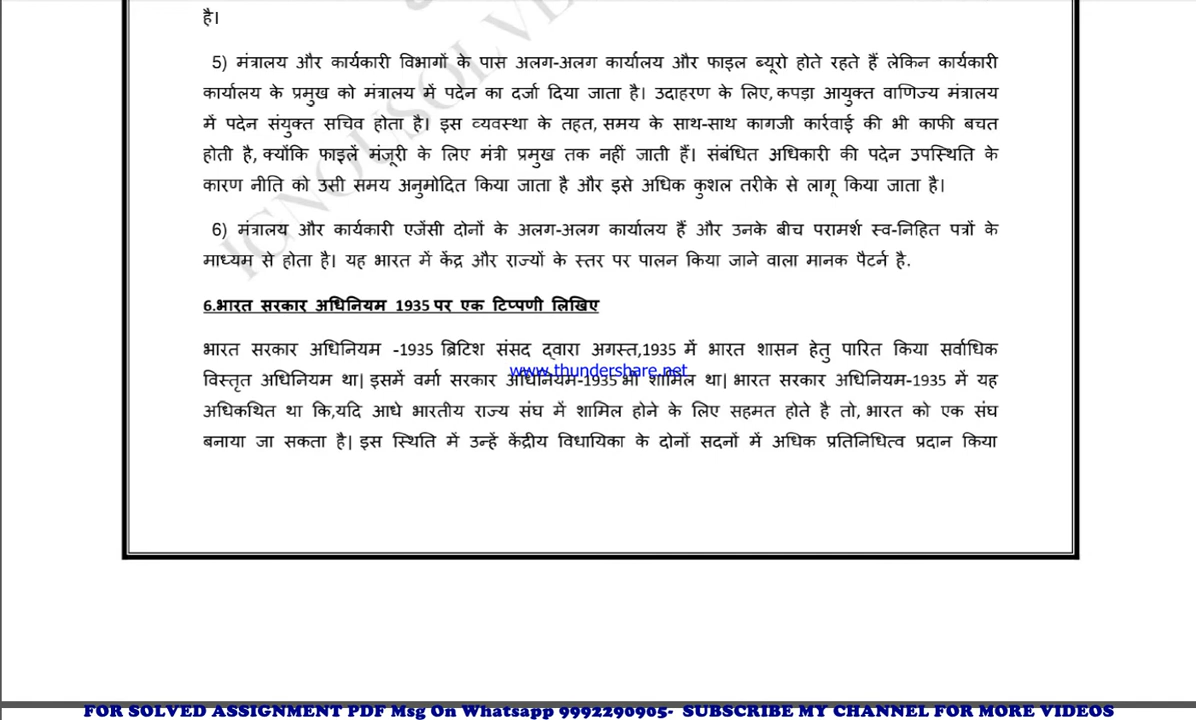 है।
5) मंत्रालय और कार्यकारी विभागों के पास अलग-अलग कार्यालय और फाइल ब्यूरो होते रहते हैं लेकिन कार्यकारी
कार्यालय के प्रमुख को मंत्रालय में पदेन का दर्जा दिया जाता है। उदाहरण के लिए, कपड़ा आयुक्त वाणिज्य मंत्रालय
में पदेन संयुक्त सचिव होता है। इस व्यवस्था के तहत, समय के साथ-साथ कागजी कार्रवाई की भी काफी बचत
होती है, क्योंकि फाइलें मंजूरी के लिए मंत्री प्रमुख तक नहीं जाती हैं। संबंधित अधिकारी की पदेन उपस्थिति के
कारण नीति को उसी समय अनुमोदित किया जाता है और इसे अधिक कुशल तरीके से लागू किया जाता है।
6) मंत्रालय और कार्यकारी एजेंसी दोनों के अलग-अलग कार्यालय हैं और उनके बीच परामर्श स्व-निहित पत्रों के
माध्यम से होता है। यह भारत में केंद्र और राज्यों के स्तर पर पालन किया जाने वाला मानक पैटर्न है.
6.भारत सरकार अधिनियम 1935 पर एक टिप्पणी लिखिए
भारत सरकार अधिनियम -1935 ब्रिटिश संसद द्वारा अगस्त,1935 में भारत शासन हेतु पारित किया सर्वाधिक
www.thundershare.net
विस्तृत अधिनियम था| इसमें वर्मा सरकार अधिनियम-1935 भी शामिल था| भारत सरकार अधिनियम-1935 में यह
अधिकथित था कि,यदि आधे भारतीय राज्य संघ में शामिल होने के लिए सहमत होते है तो, भारत को एक संघ
बनाया जा सकता है| इस स्थिति में उन्हें केंद्रीय विधायिका के दोनों सदनों में अधिक प्रतिनिधित्व प्रदान किया
FOR SOLVED ASSIGNMENT PDF Msg On Whatsapp 9992290905- SUBSCRIBE MY CHANNEL FOR MORE VIDEOS